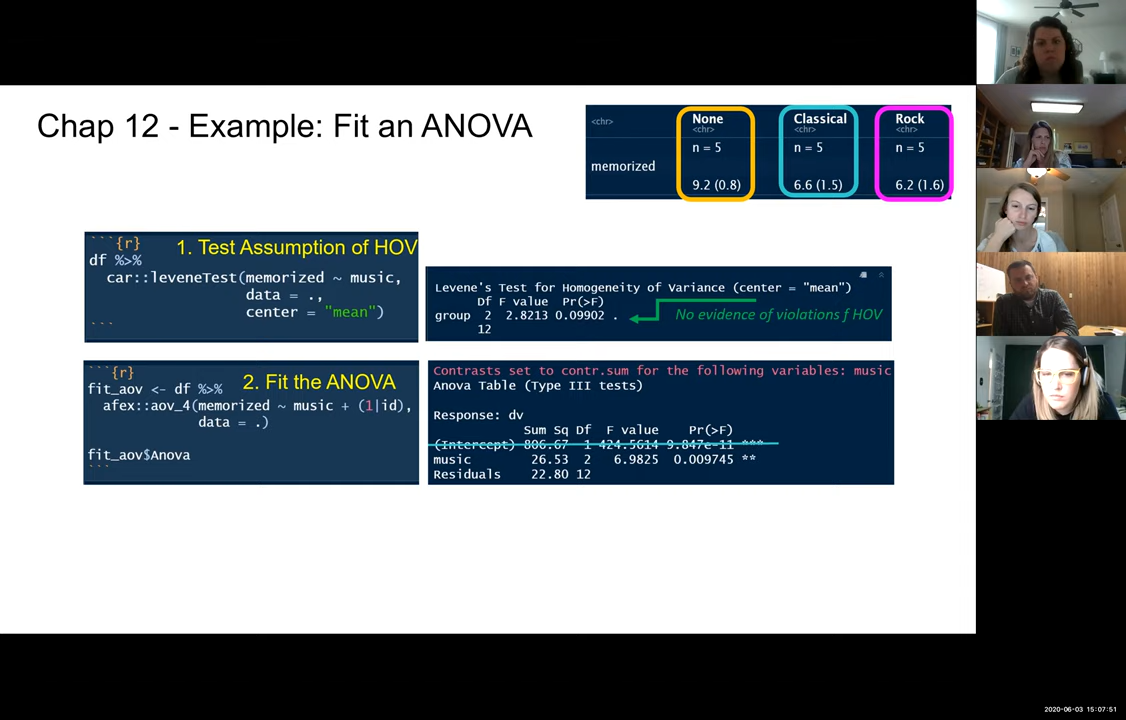 Chap 12 - Example: Fit an ANOVA
<chr> None Classical Rock
<chr> <chr> <chr>
n = 5 n = 5 n = 5
memorized
9.2 (0.8) 6.6 (1.5) 6.2 (1.6)
```{r}
1. Test Assumption of HOV
df %>%
car::leveneTest(memorized ~ music,
data = .,
center = "mean")
```
Levene's Test for Homogeneity of Variance (center = "mean")
Df F value Pr(>F)
group 2 2.8213 0.09902 .
12
No evidence of violations f HOV
```{r}
2. Fit the ANOVA
fit_aov <- df %>%
afex::aov_4(memorized ~ music + (1|id),
data = .)
fit_aov$Anova
```
Contrasts set to contr.sum for the following variables: music
Anova Table (Type III tests)
Response: dv
Sum Sq Df F value Pr(>F)
(Intercept) 806.67 1 424.5614 9.847e-11 ***
music 26.53 2 6.9825 0.009745 **
Residuals 22.80 12
2020-06-03 15:07:51